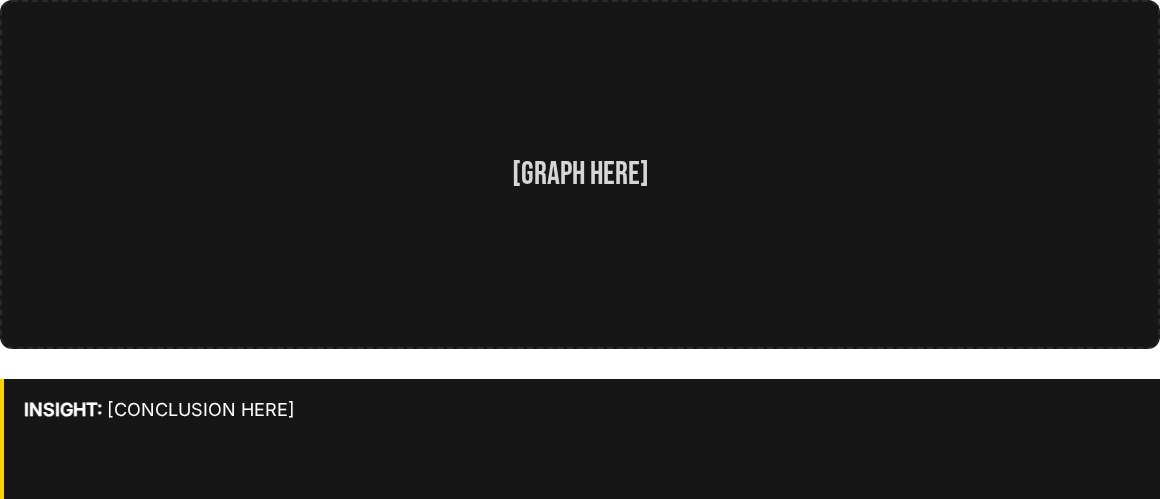 [GRAPH HERE]
INSIGHT: [CONCLUSION HERE]